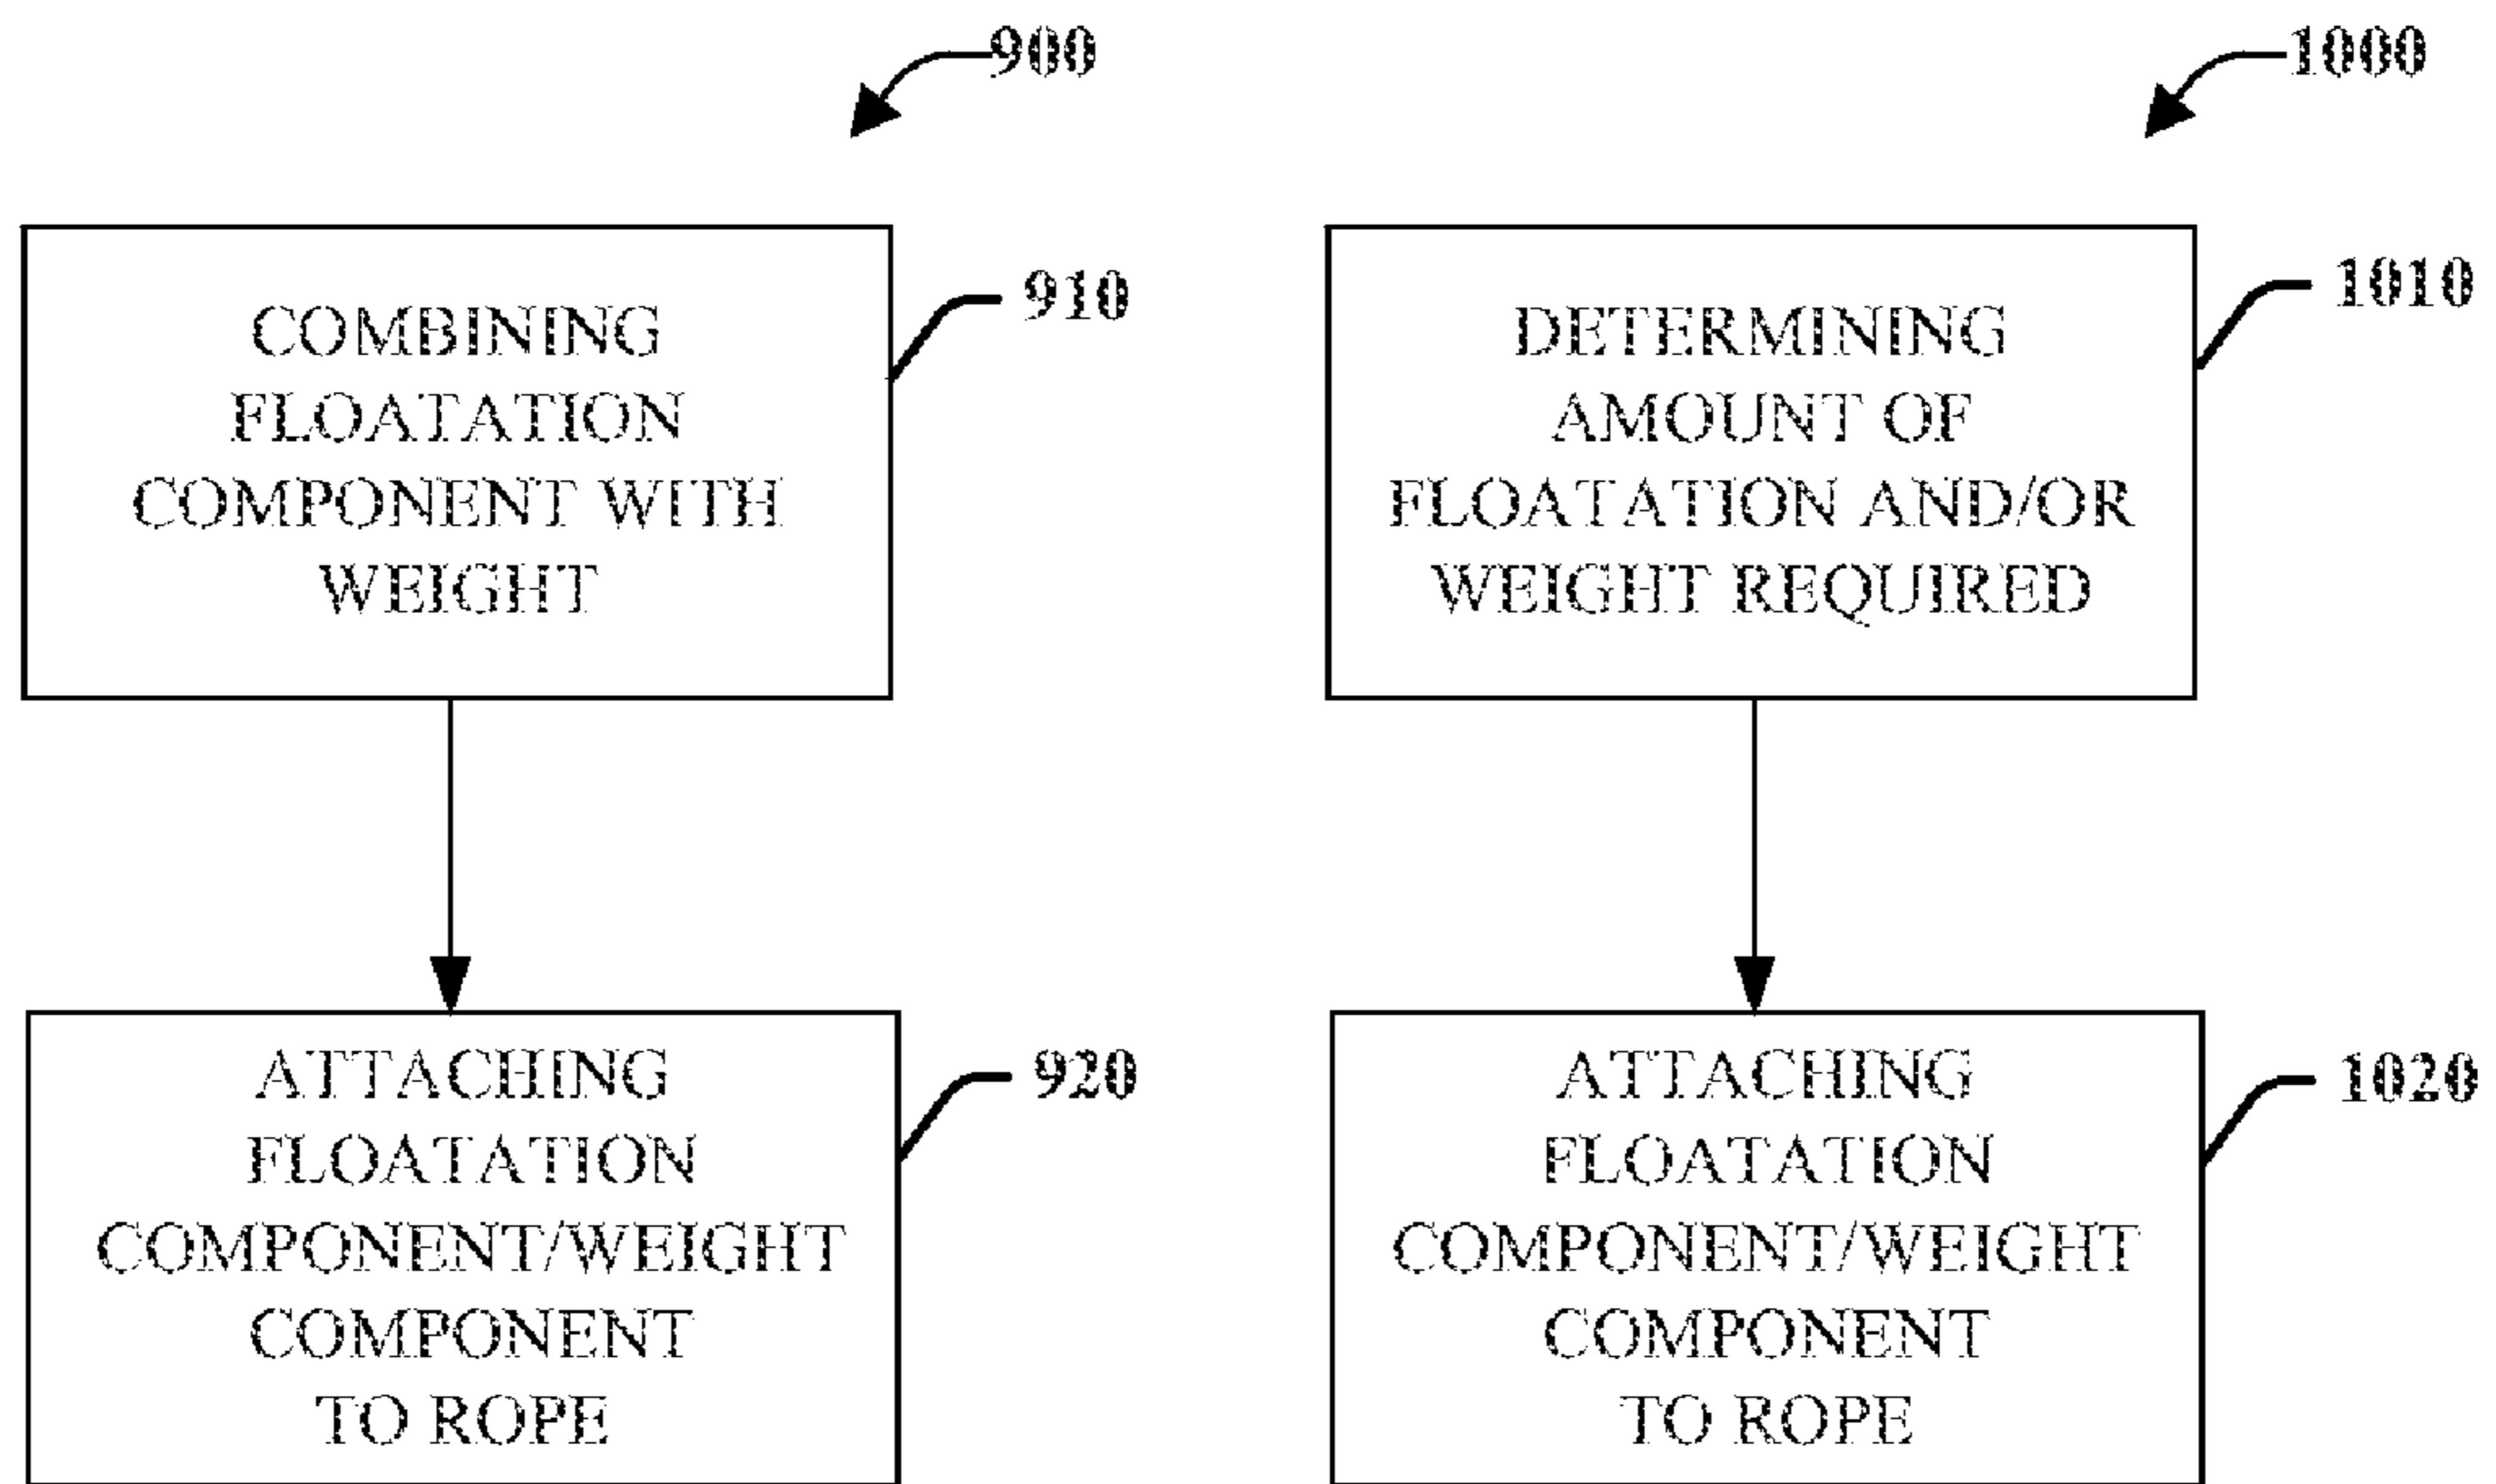 900
910
COMBINING
FLOATATION
COMPONENT WITH
WEIGHT
920
ATTACHING
FLOATATION
COMPONENT/WEIGHT
COMPONENT
TO ROPE
1000
1010
DETERMINING
AMOUNT OF
FLOATATION AND/OR
WEIGHT REQUIRED
1020
ATTACHING
FLOATATION
COMPONENT/WEIGHT
COMPONENT
TO ROPE